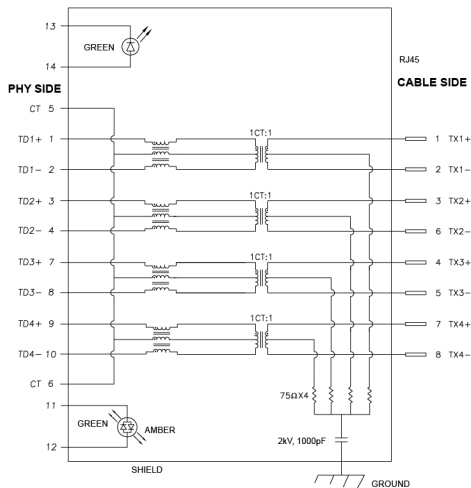 13
GREEN
14
RJ45
PHY SIDE
CABLE SIDE
CT 5
1CT:1
TD1+ 1
1 TX1+
TD1- 2
2 TX1-
1CT:1
TD2+ 3
3 TX2+
TD2- 4
6 TX2-
1CT:1
TD3+ 7
4 TX3+
TD3- 8
5 TX3-
1CT:1
TD4+ 9
7 TX4+
TD4- 10
8 TX4-
CT 6
75ΩX4
11
GREEN
AMBER
12
2kV, 1000pF
SHIELD
GROUND